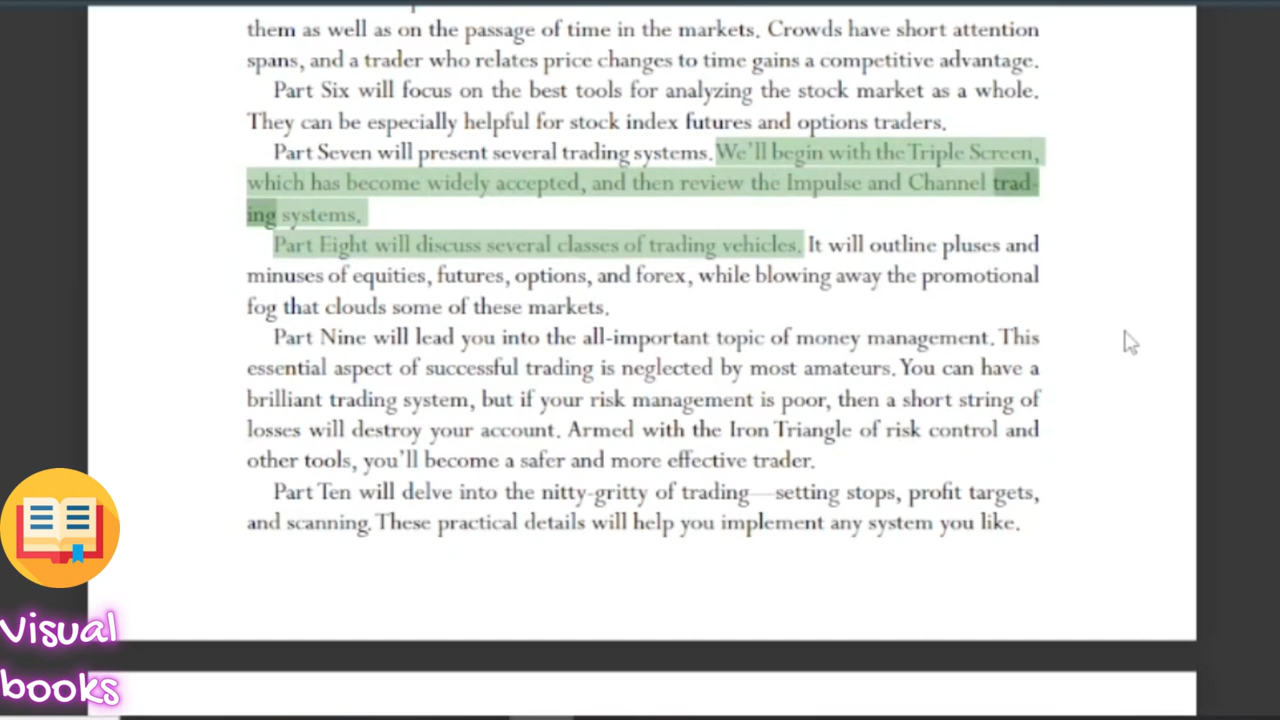 them as well as on the passage of time in the markets. Crowds have short attention
spans, and a trader who relates price changes to time gains a competitive advantage.
Part Six will focus on the best tools for analyzing the stock market as a whole.
They can be especially helpful for stock index futures and options traders.
Part Seven will present several trading systems. We'll begin with the Triple Screen,
which has become widely accepted, and then review the Impulse and Channel trad-
ing systems.
Part Eight will discuss several classes of trading vehicles. It will outline pluses and
minuses of equities, futures, options, and forex, while blowing away the promotional
fog that clouds some of these markets.
Part Nine will lead you into the all-important topic of money management. This
essential aspect of successful trading is neglected by most amateurs. You can have a
brilliant trading system, but if your risk management is poor, then a short string of
losses will destroy your account. Armed with the Iron Triangle of risk control and
other tools, you'll become a safer and more effective trader.
Part Ten will delve into the nitty-gritty of trading—setting stops, profit targets,
and scanning. These practical details will help you implement any system you like.
Visual
books